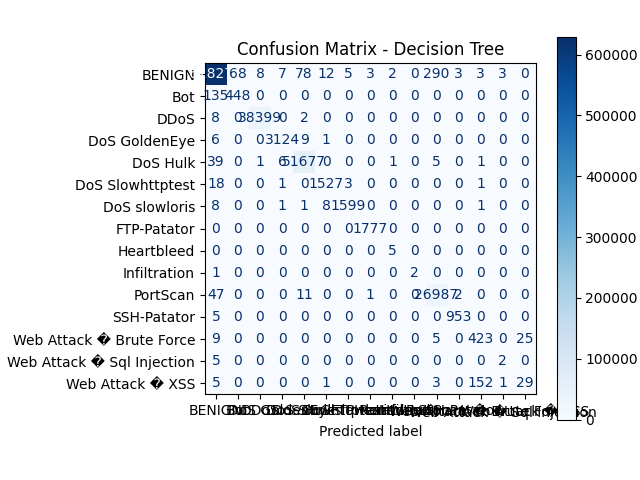 Confusion Matrix - Decision Tree
BENIGN 68 8 7 78 12 5 3 2 0 290 3 3 3 0
Bot 135 448 0 0 0 0 0 0 0 0 0 0 0 0 0
DDoS 8 0 38399 0 2 0 0 0 0 0 0 0 0 0 0
DoS GoldenEye 6 0 0 3124 9 1 0 0 0 0 0 0 0 0 0
DoS Hulk 39 0 1 6 51677 0 0 0 1 0 5 0 1 0 0
DoS Slowhttptest 18 0 0 1 0 1527 3 0 0 0 0 0 1 0 0
DoS slowloris 8 0 0 1 1 8 1599 0 0 0 0 0 1 0 0
FTP-Patator 0 0 0 0 0 0 0 1777 0 0 0 0 0 0 0
Heartbleed 0 0 0 0 0 0 0 0 5 0 0 0 0 0 0
Infiltration 1 0 0 0 0 0 0 0 0 2 0 0 0 0 0
PortScan 47 0 0 0 11 0 0 1 0 0 26987 2 0 0 0
SSH-Patator 5 0 0 0 0 0 0 0 0 0 0 953 0 0 0
Web Attack � Brute Force 9 0 0 0 0 0 0 0 0 0 5 0 423 0 25
Web Attack � Sql Injection 5 0 0 0 0 0 0 0 0 0 0 0 0 2 0
Web Attack � XSS 5 0 0 0 0 1 0 0 0 0 3 0 152 1 29
Predicted label
600000
500000
400000
300000
200000
100000
0